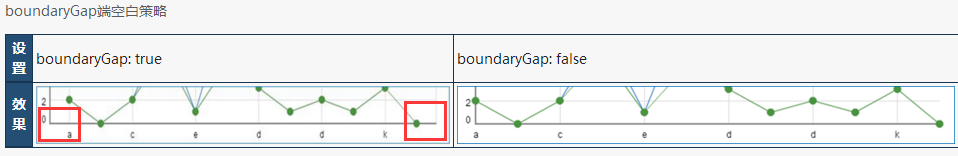 boundaryGap端空白策略
设置 boundaryGap: true boundaryGap: false
效果
2
0
a c e d d k
2
0
a c e d d k